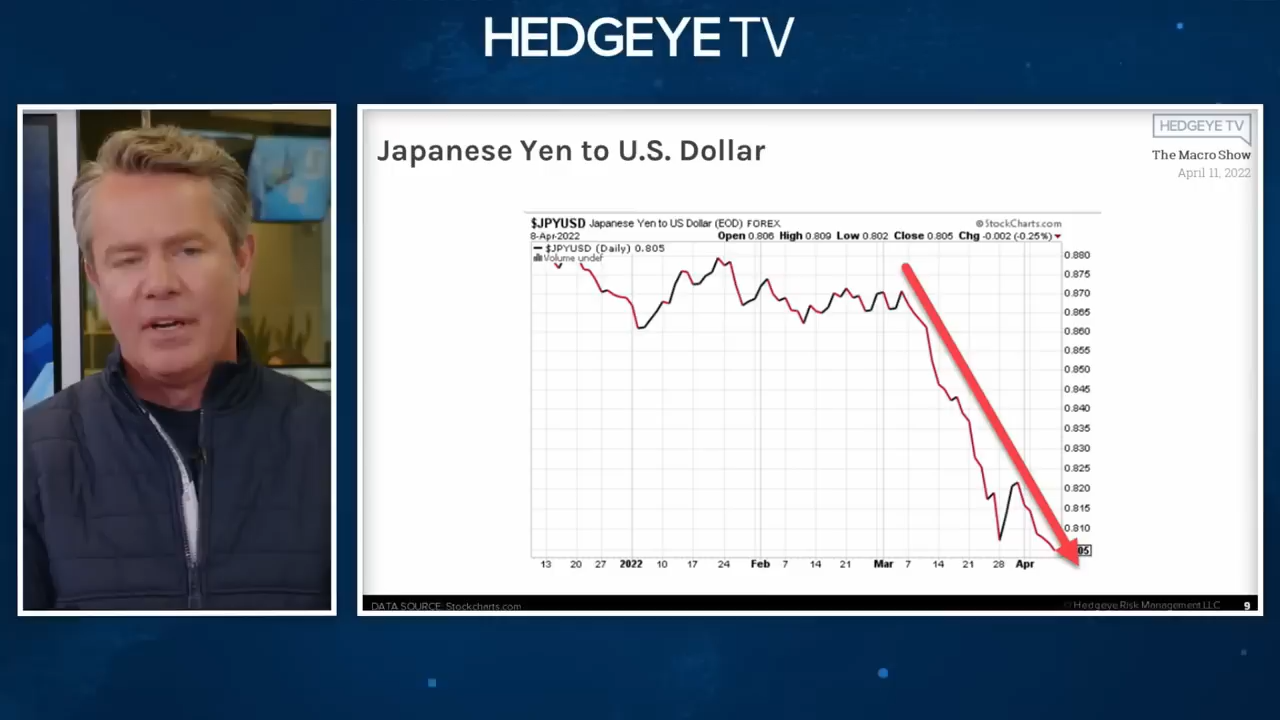 HEDGEYE TV
HEDGEYE TV
Japanese Yen to U.S. Dollar
The Macro Show
April 11, 2022
$JPYUSD Japanese Yen to US Dollar (EOD) FOREX
© StockCharts.com
8-Apr-2022 Open 0.806 High 0.809 Low 0.802 Close 0.805 Chg -0.002 (-0.25%)
$JPYUSD (Daily) 0.805
Volume undef
0.880
0.875
0.870
0.865
0.860
0.855
0.850
0.845
0.840
0.835
0.830
0.825
0.820
0.815
0.810
05
13 20 27 2022 10 17 24 Feb 7 14 21 Mar 7 14 21 28 Apr
DATA SOURCE: Stockcharts.com
© Hedgeye Risk Management LLC 9